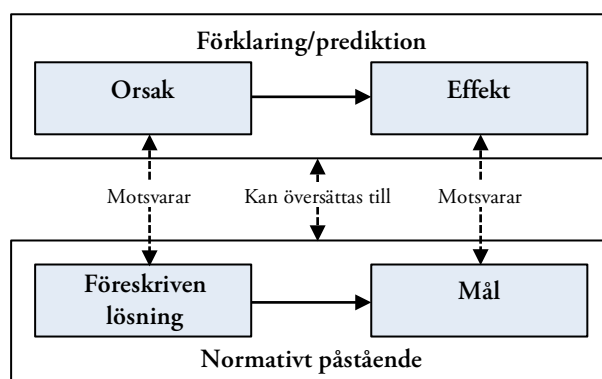 Förklaring/prediktion
Orsak
Effekt
Motsvarar
Kan översättas till
Motsvarar
Föreskriven
lösning
Mål
Normativt påstående